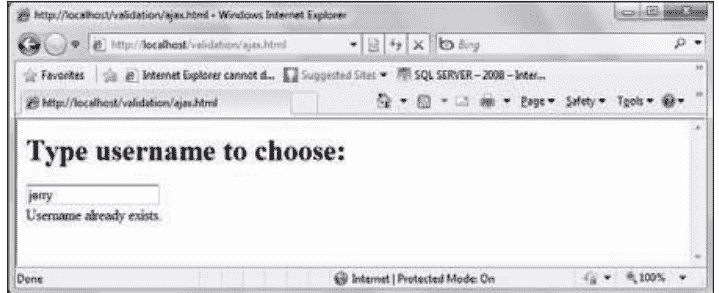 http://localhost/validation/ajax.html - Windows Internet Explorer
http://localhost/validation/ajax.html
Bing
Favorites Internet Explorer cannot d... Suggested Sites SQL SERVER – 2008 – Inter...
http://localhost/validation/ajax.html Page Safety Tools
Type username to choose:
jerry
Username already exists.
Done Internet | Protected Mode: On 100%